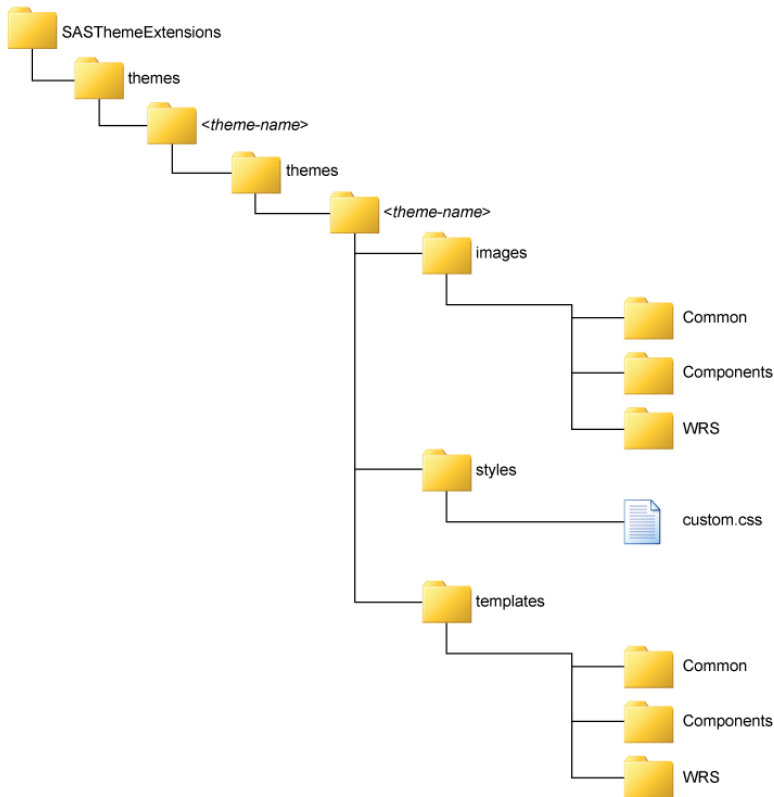 SASThemeExtensions
themes
<theme-name>
themes
<theme-name>
images
Common
Components
WRS
styles
custom.css
templates
Common
Components
WRS